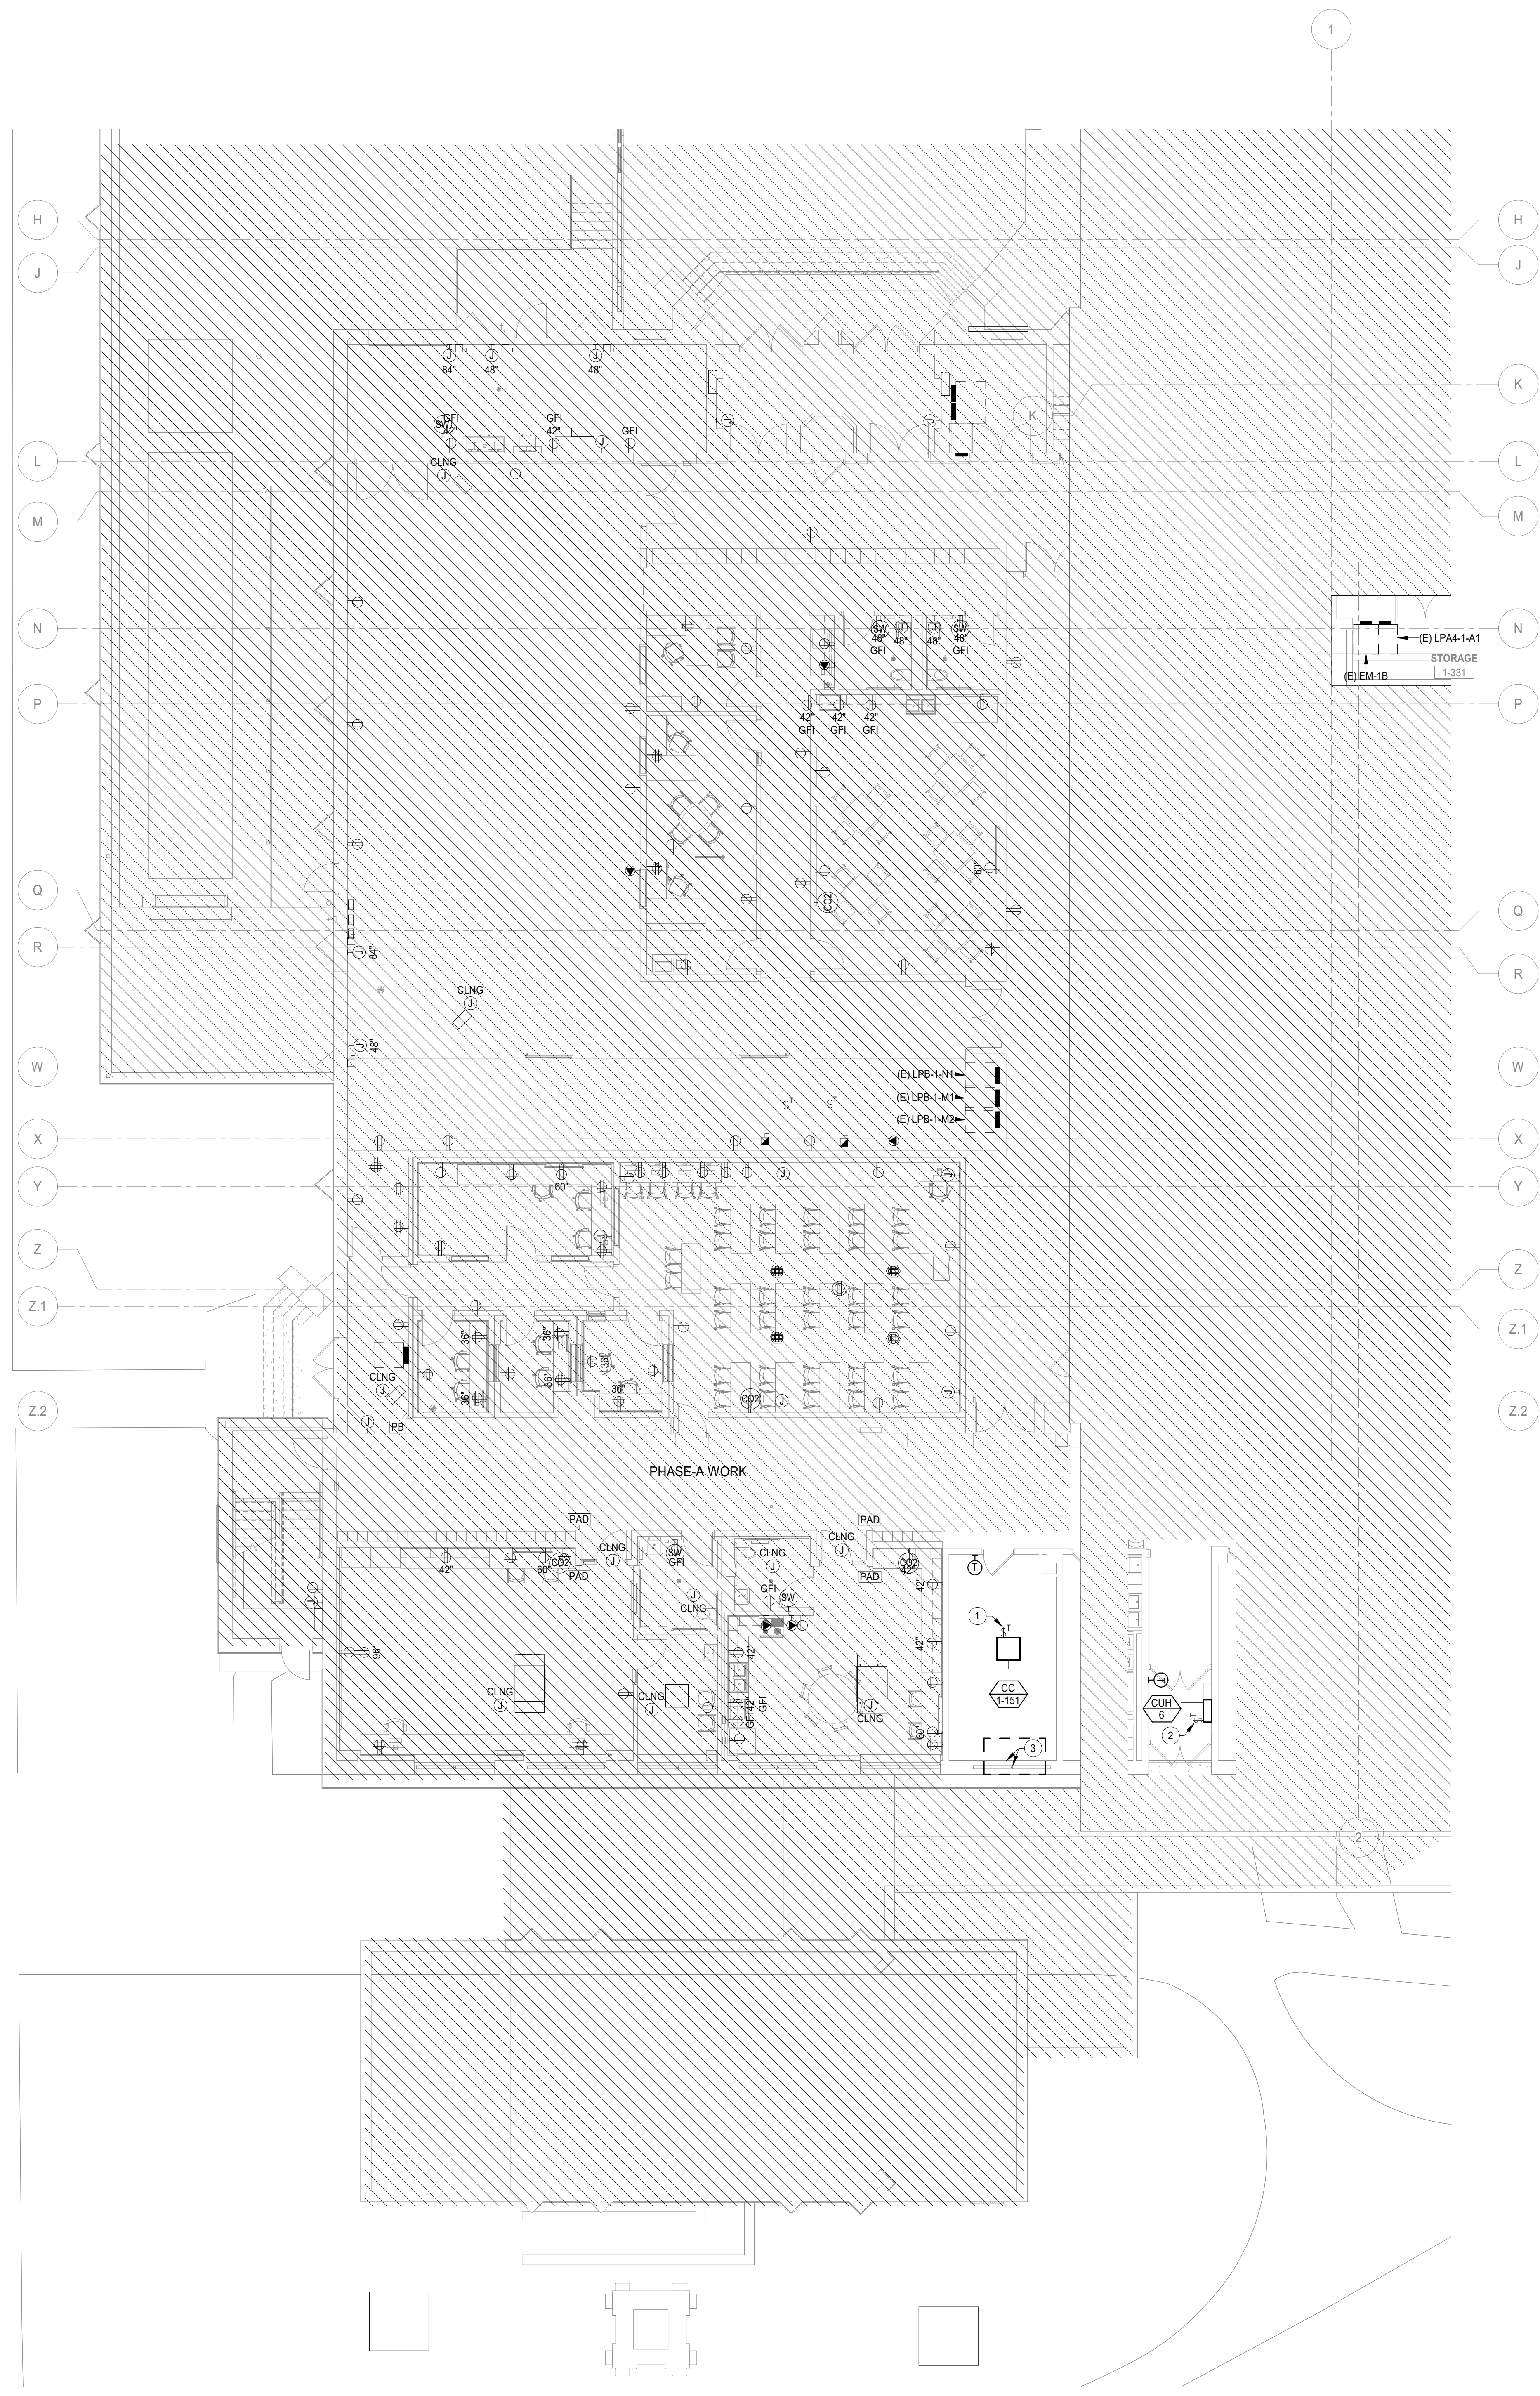 1
H
H
J
J
J
84"
J
48"
J
48"
K
K
SW
GFI
42"
GFI
42"
J
GFI
J
J
L
CLNG
J
L
M
M
N
SW
48"
GFI
J
48"
J
48"
SW
48"
GFI
N
(E) LPA4-1-A1
STORAGE
1-331
(E) EM-1B
P
42"
GFI
42"
GFI
42"
GFI
P
60"
CO2
Q
Q
R
J
84"
R
CLNG
J
J
48"
W
(E) LPB-1-N1
W
(E) LPB-1-M1
$T
$T
(E) LPB-1-M2
X
X
J
J
Y
60"
Y
J
Z
Z
Z.1
Z.1
36"
36"
36"
36"
36"
36"
CLNG
J
CO2
J
J
Z.2
J
PB
Z.2
PHASE-A WORK
PAD
PAD
CLNG
J
CLNG
J
CLNG
J
42"
60"
CO2
PAD
SW
GFI
PAD
CO2
42"
T
J
J
CLNG
GFI
SW
42"
1
$T
96"
42"
42"
T
CLNG
J
CLNG
J
GFI
42"
GFI
J
CLNG
CC
1-151
CUH
6
$T
2
60"
3
2